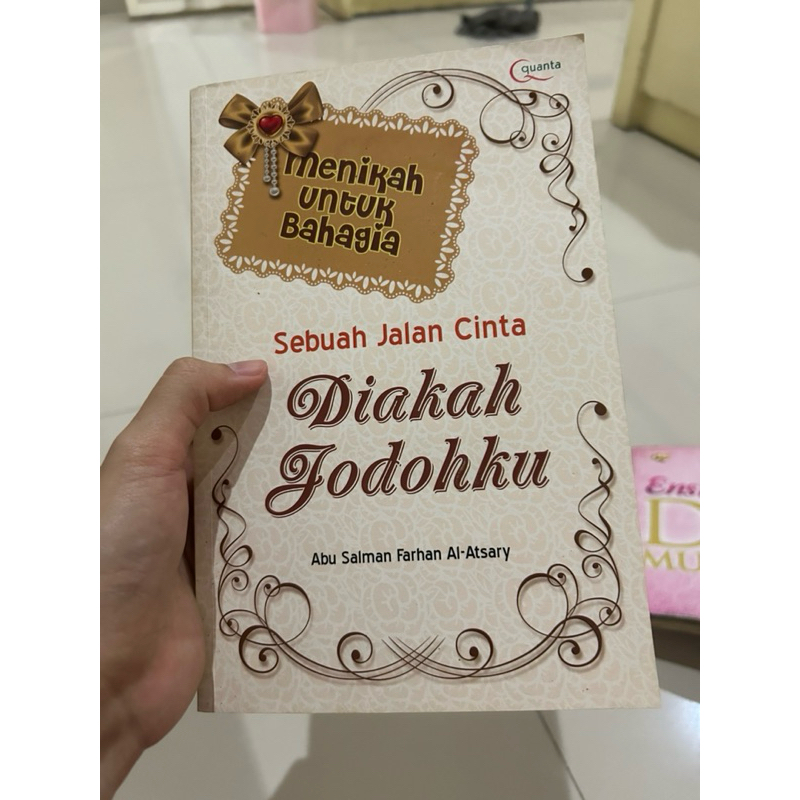 quanta
Menikah
untuk
Bahagia
Sebuah Jalan Cinta
Diakah
Jodohku
Abu Salman Farhan Al-Atsary